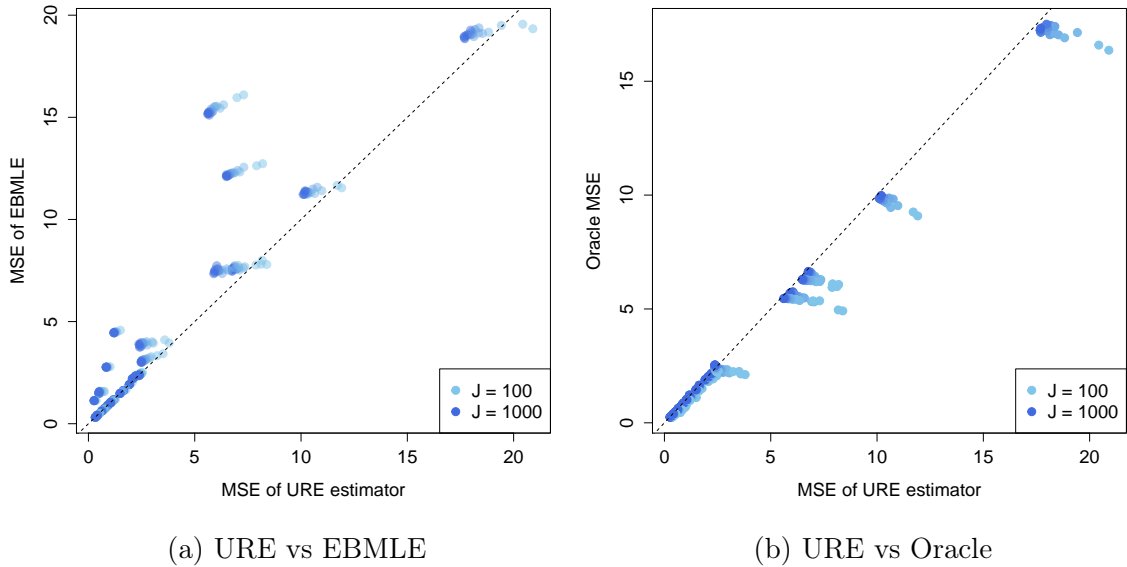 MSE of EBMLE
20
15
10
5
0
0 5 10 15 20
MSE of URE estimator
J = 100
J = 1000
(a) URE vs EBMLE
Oracle MSE
15
10
5
0
0 5 10 15 20
MSE of URE estimator
J = 100
J = 1000
(b) URE vs Oracle